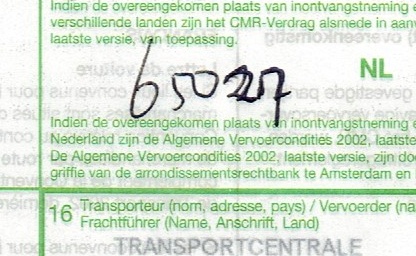 Indien de overeengekomen plaats van inontvangstneming e
verschillende landen zijn het CMR-Verdrag alsmede in aan
laatste versie, van toepassing.
NL
Indien de overeengekomen plaats van inontvangstneming
Nederland zijn de Algemene Vervoercondities 2002, laatste
De Algemene Vervoercondities 2002, laatste versie, zijn doo
griffie van de arrondissementsrechtbank te Amsterdam en
16 Transporteur (nom, adresse, pays) / Vervoerder (na
Frachtführer (Name, Anschrift, Land)
TRANSPORTCENTRALE